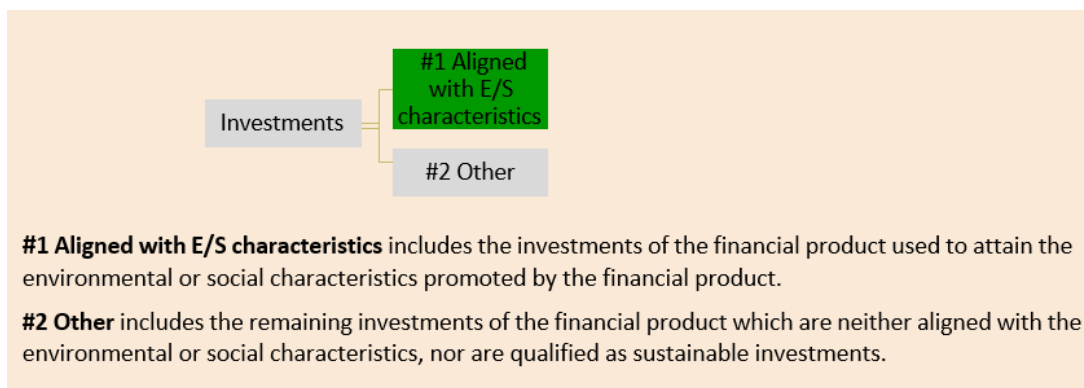 #1 Aligned
with E/S
characteristics
Investments
#2 Other
#1 Aligned with E/S characteristics includes the investments of the financial product used to attain the
environmental or social characteristics promoted by the financial product.
#2 Other includes the remaining investments of the financial product which are neither aligned with the
environmental or social characteristics, nor are qualified as sustainable investments.